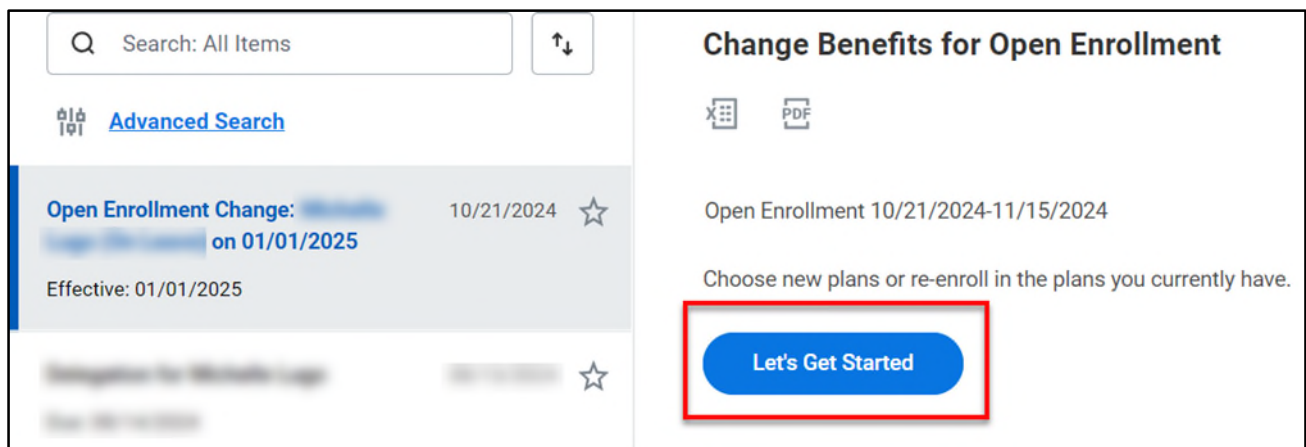 Search: All Items
Advanced Search
Open Enrollment Change:
10/21/2024
on 01/01/2025
Effective: 01/01/2025
Change Benefits for Open Enrollment
X
PDF
Open Enrollment 10/21/2024-11/15/2024
Choose new plans or re-enroll in the plans you currently have.
Let's Get Started